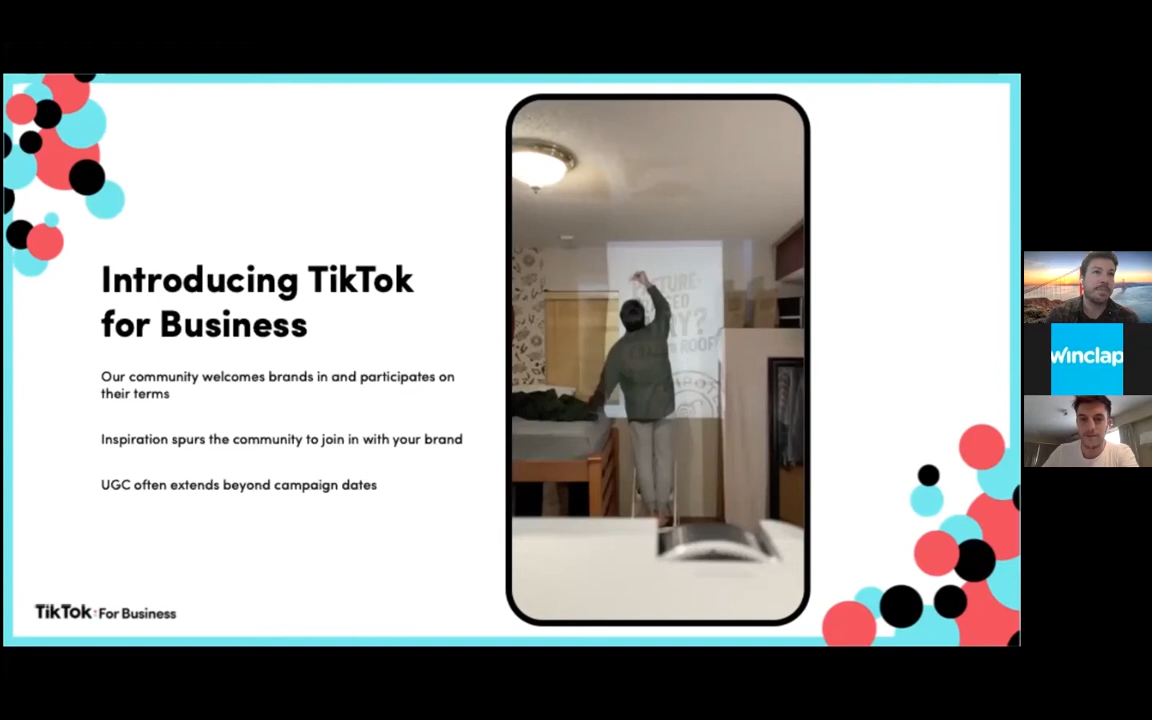 Introducing TikTok
for Business
Our community welcomes brands in and participates on
their terms
Inspiration spurs the community to join in with your brand
UGC often extends beyond campaign dates
TikTok: For Business
winclap